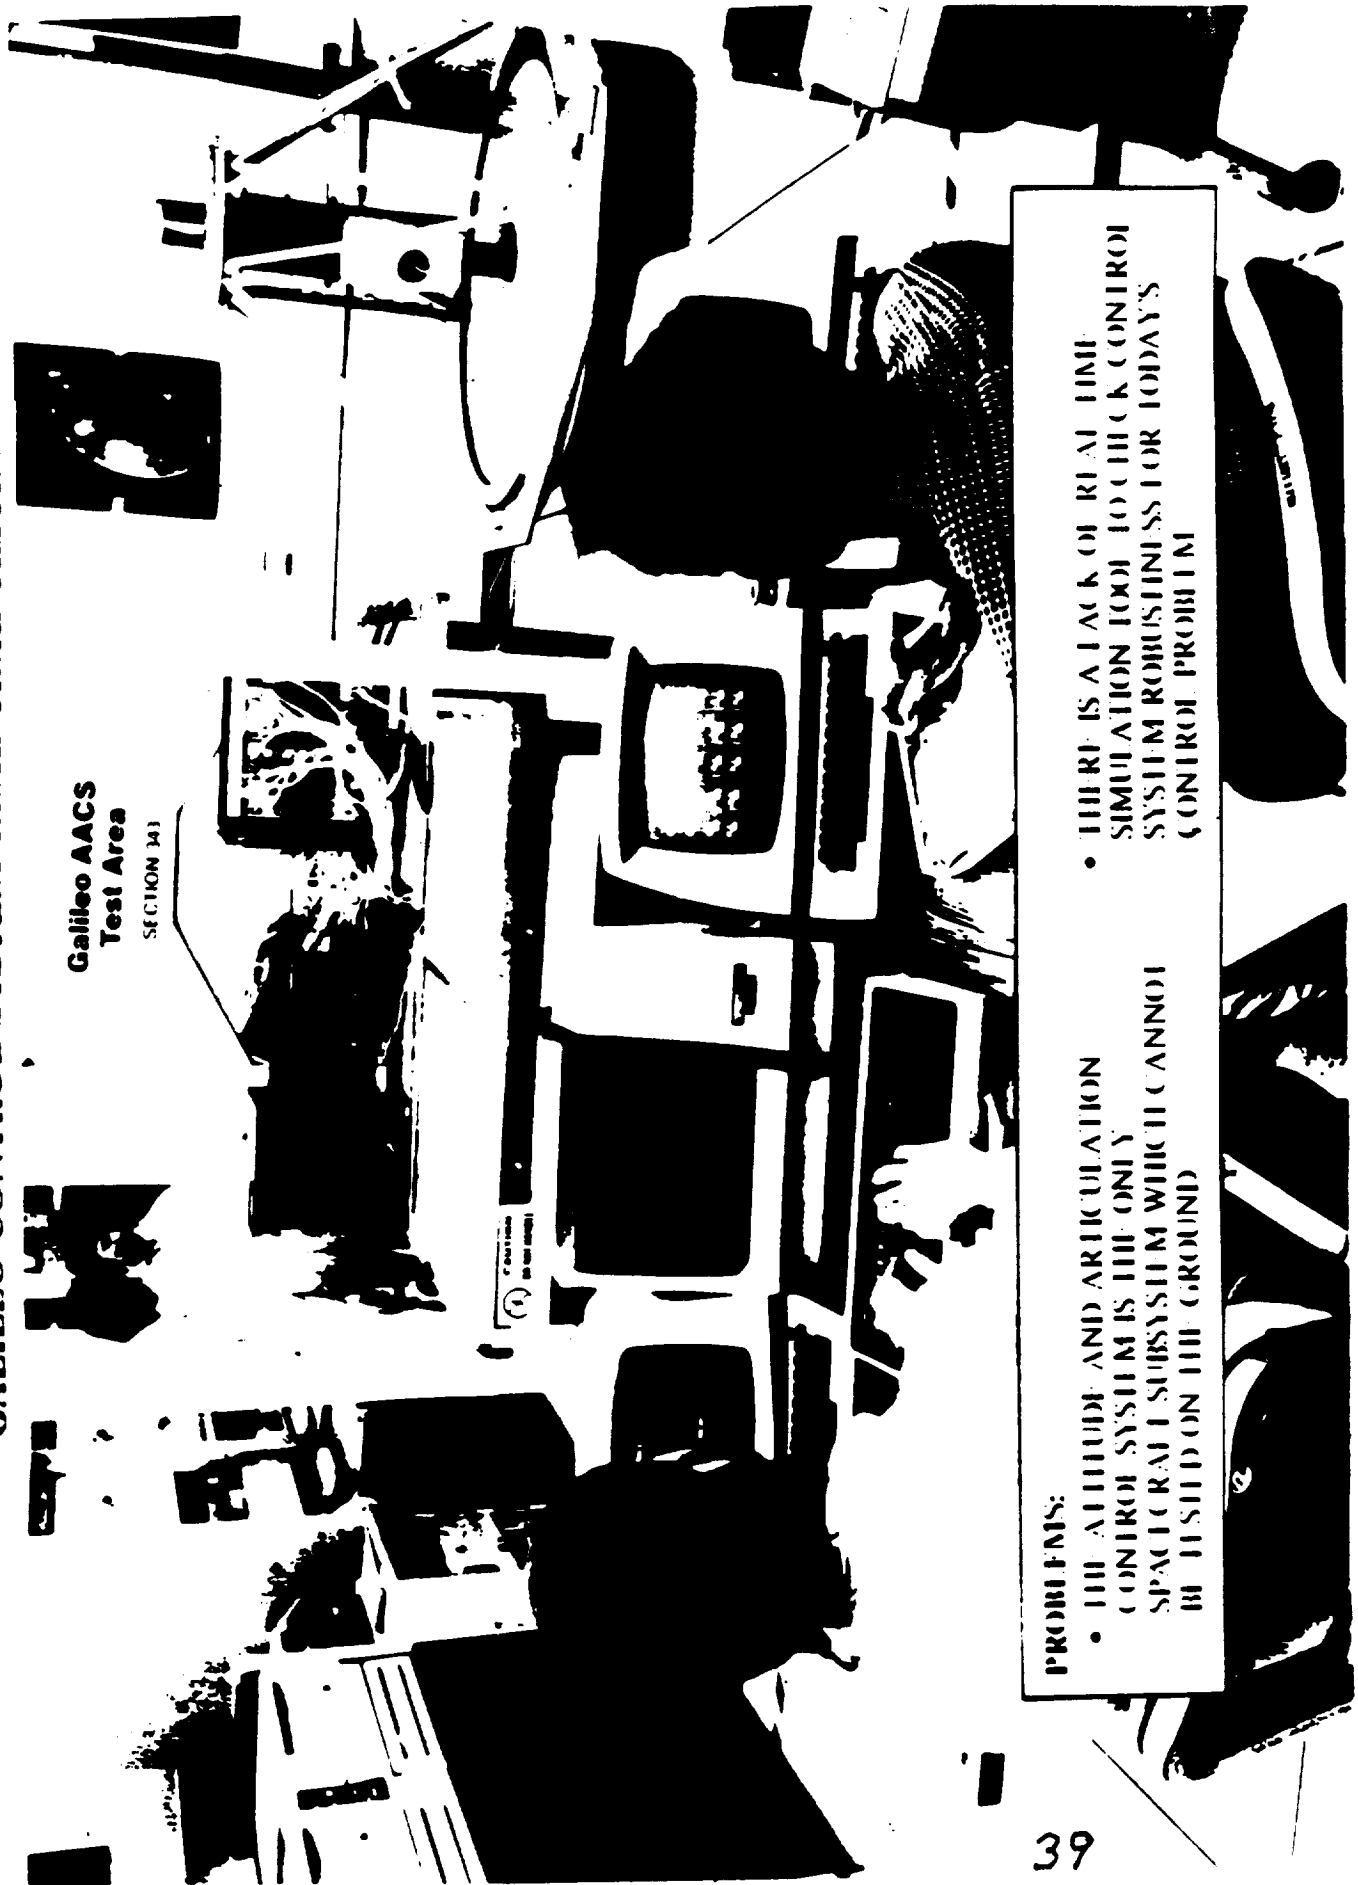 Galileo AACS
Test Area
SECTION 343
CAUTION
PROBLEMS:
• THE ATTITUDE AND ARTICULATION
CONTROL SYSTEM IS THE ONLY
SPACECRAFT SUBSYSTEM WHICH CANNOT
BE TESTED ON THE GROUND
• THERE IS A LACK OF REAL TIME
SIMULATION TOOL TO CHECK CONTROL
SYSTEM ROBUSTINESS FOR TODAY'S
CONTROL PROBLEM
39